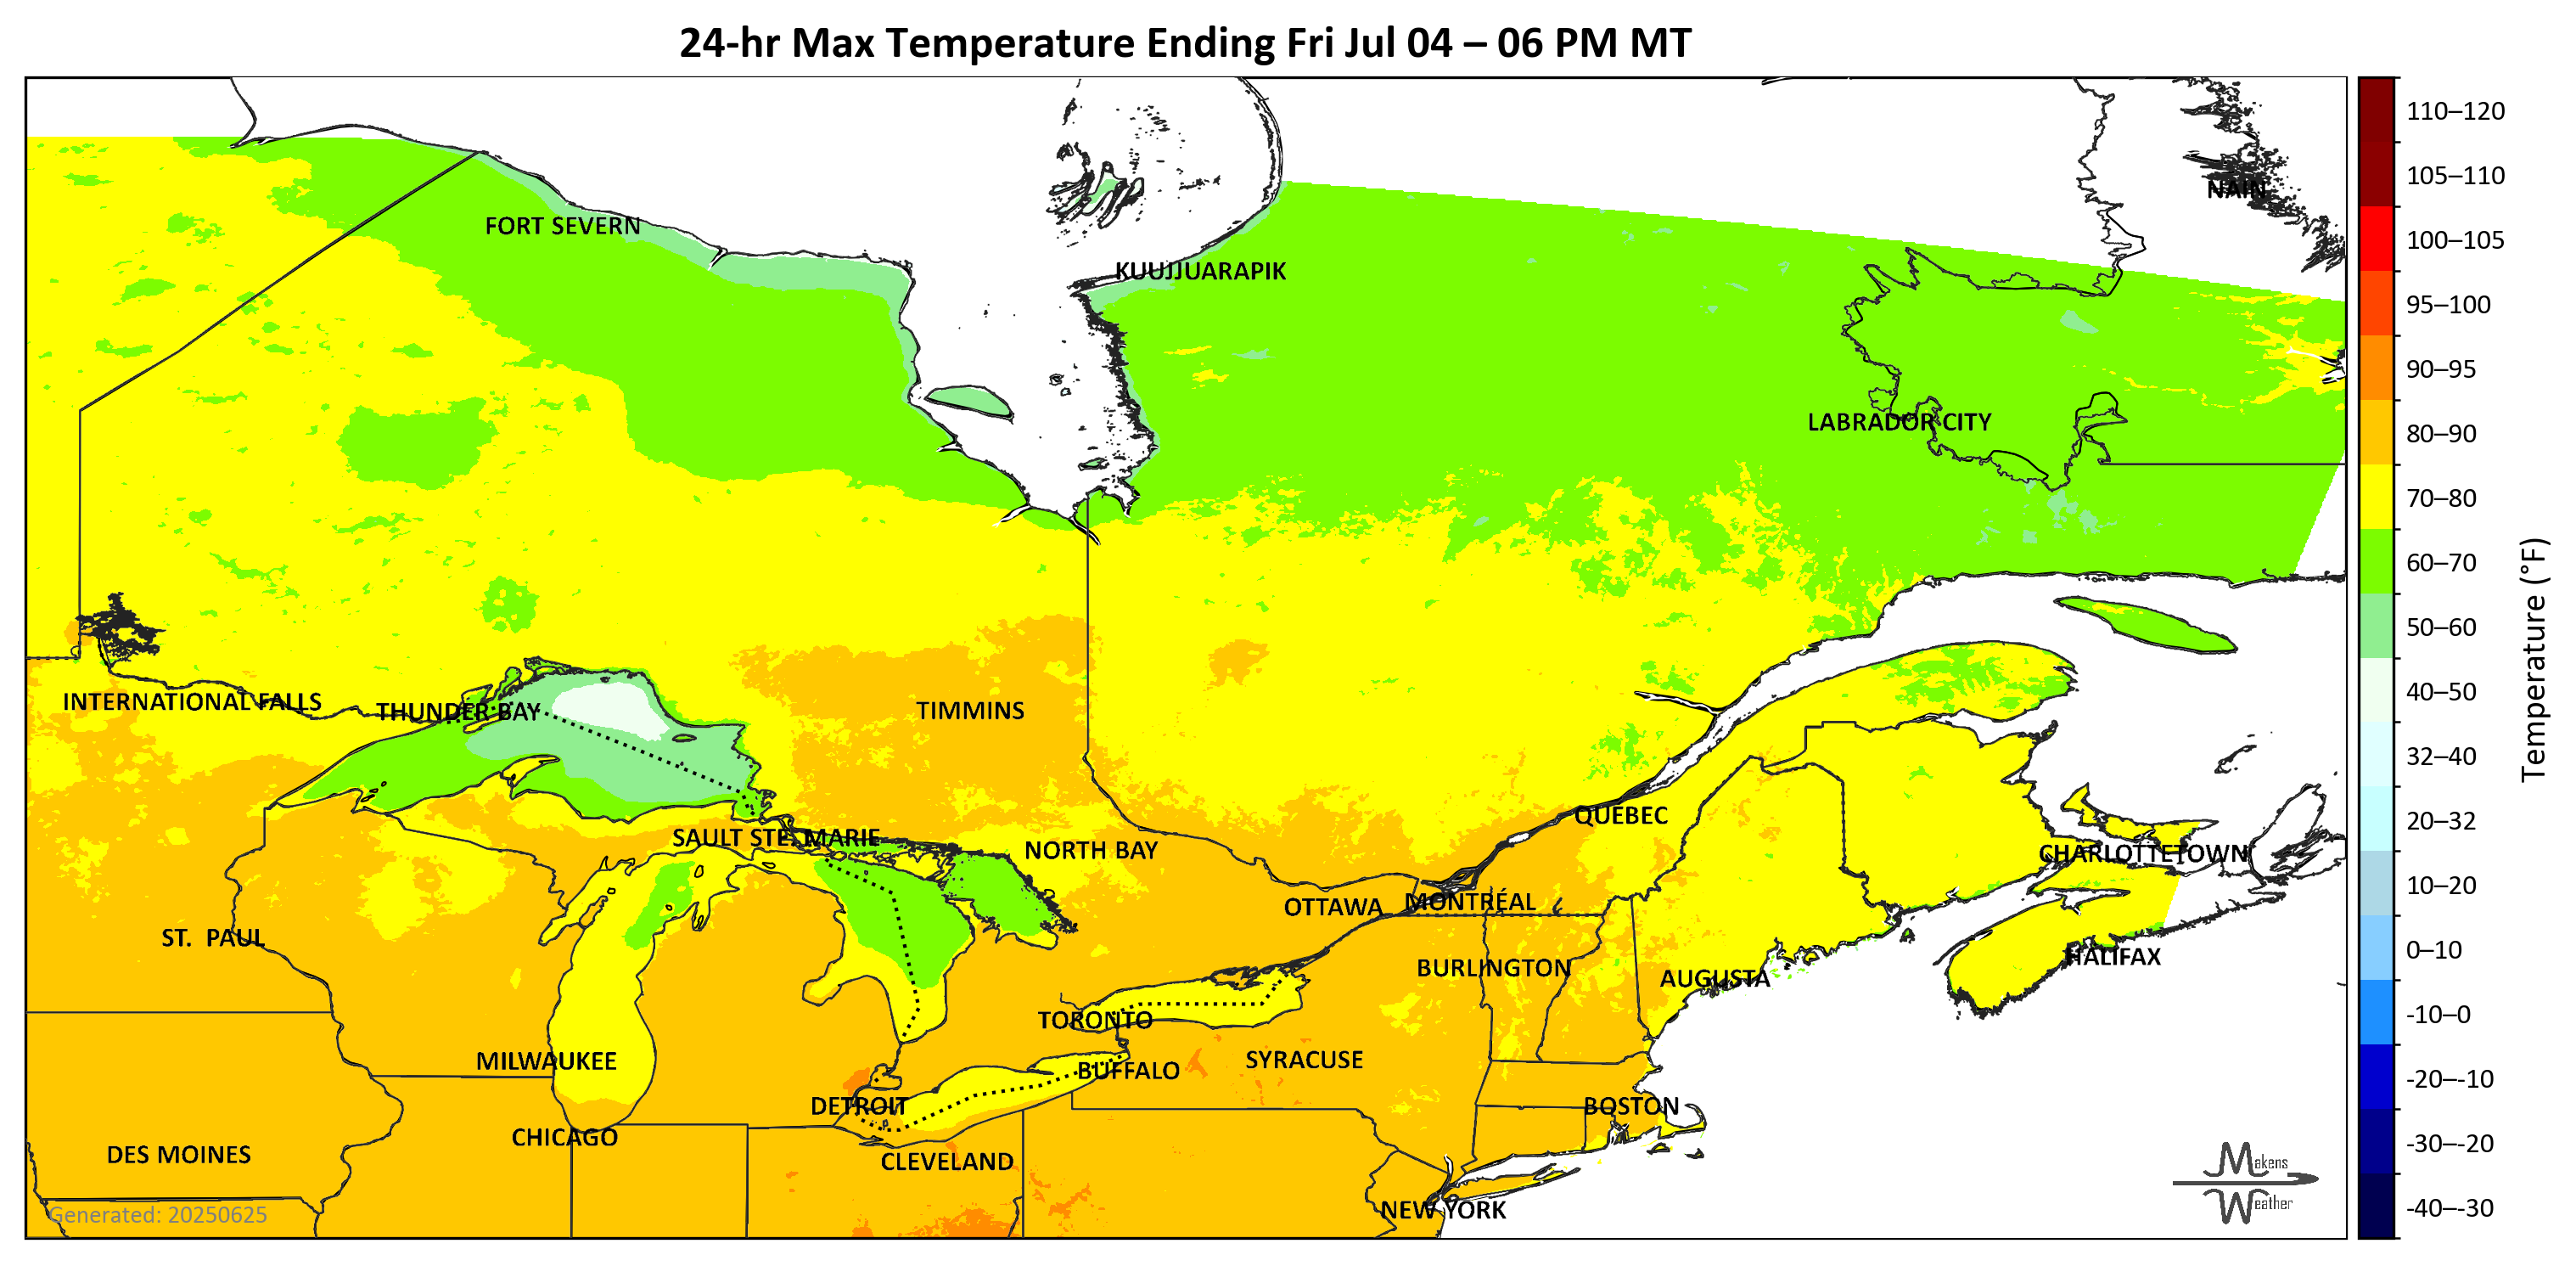 24-hr Max Temperature Ending Fri Jul 04 – 06 PM MT
110–120
105–110
NAIN
FORT SEVERN
100–105
KUUJJUARAPIK
95–100
90–95
LABRADOR CITY
80–90
70–80
60–70
50–60
Temperature (°F)
40–50
INTERNATIONAL FALLS
THUNDER BAY
TIMMINS
32–40
QUEBEC
20–32
SAULT STE. MARIE
NORTH BAY
CHARLOTTETOWN
10–20
OTTAWA
MONTRÉAL
ST. PAUL
0–10
HALIFAX
BURLINGTON
AUGUSTA
-10–0
TORONTO
MILWAUKEE
SYRACUSE
BUFFALO
-20–-10
DETROIT
BOSTON
CHICAGO
-30–-20
DES MOINES
CLEVELAND
Makens
Weather
-40–-30
NEW YORK
Generated: 20250625